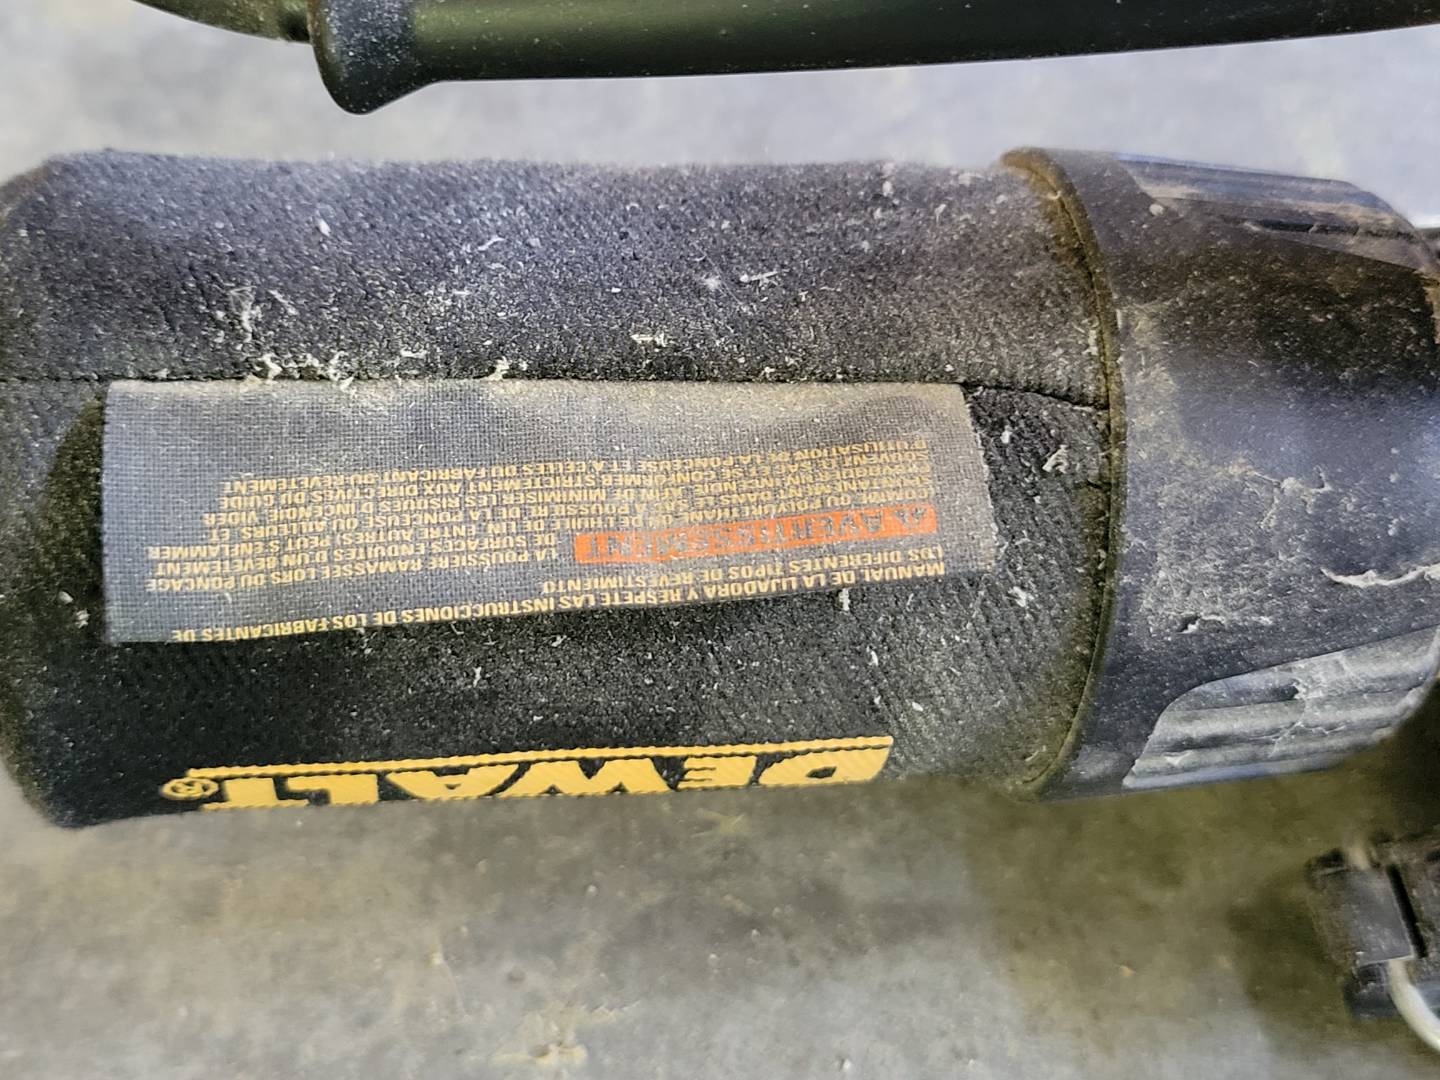 DEWALT®
MANUAL DE LA LIJADORA Y RESPETE LAS INSTRUCCIONES DE LOS FABRICANTES DE
LOS DIFERENTES TIPOS DE REVESTIMIENTO
⚠ AVERTISSEMENT LA POUSSIÈRE RAMASSÉE LORS DU PONÇAGE
DE SURFACES ENDUITES D'UN REVÊTEMENT
COMME DU POLYURÉTHANE OU DE L'HUILE DE LIN, ENTRE AUTRES, PEUT S'ENFLAMMER
SPONTANÉMENT DANS LE SAC À POUSSIÈRE DE LA PONCEUSE OU AILLEURS, ET
PROVOQUER UN INCENDIE. AFIN DE MINIMISER LES RISQUES D'INCENDIE, VIDER
SOUVENT LE SAC ET SE CONFORMER STRICTEMENT AUX DIRECTIVES DU GUIDE
D'UTILISATION DE LA PONCEUSE ET À CELLES DU FABRICANT DU REVÊTEMENT